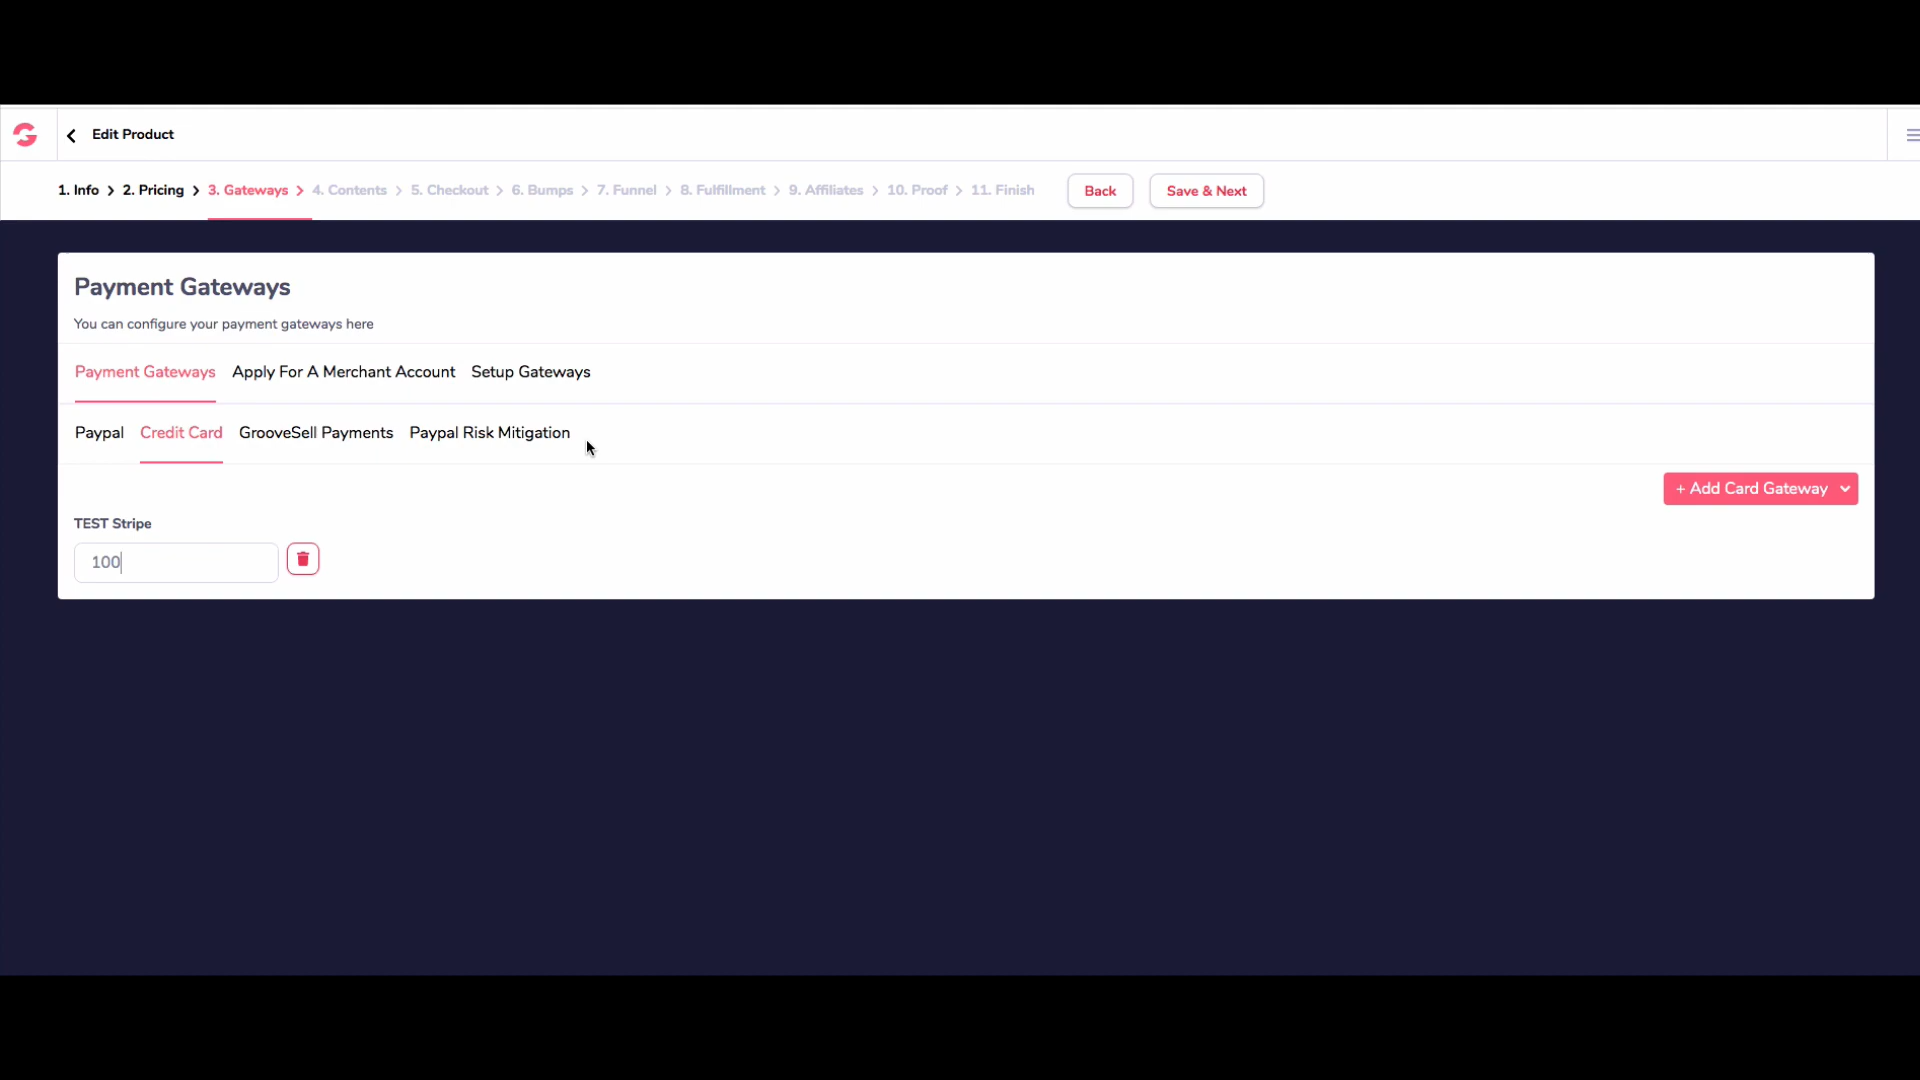 Edit Product
1. Info > 2. Pricing > 3. Gateways > 4. Contents > 5. Checkout > 6. Bumps > 7. Funnel > 8. Fulfillment > 9. Affiliates > 10. Proof > 11. Finish Back Save & Next
Payment Gateways
You can configure your payment gateways here
Payment Gateways Apply For A Merchant Account Setup Gateways
Paypal Credit Card GrooveSell Payments Paypal Risk Mitigation
+ Add Card Gateway
TEST Stripe
100